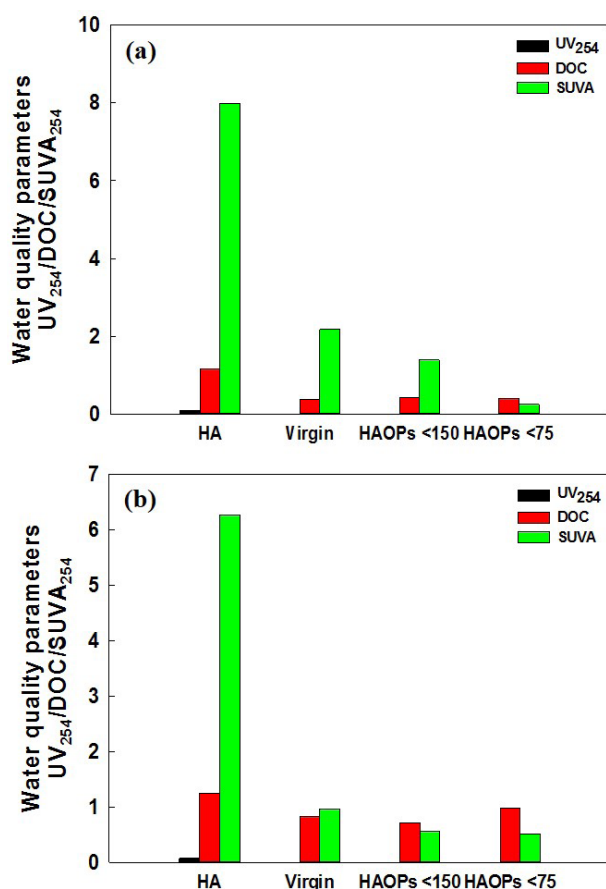 (a)
UV254
DOC
SUVA
Water quality parameters
UV254/DOC/SUVA254
10
8
6
4
2
0
HA Virgin HAOPs <150 HAOPs <75
(b)
UV254
DOC
SUVA
Water quality parameters
UV254/DOC/SUVA254
7
6
5
4
3
2
1
0
HA Virgin HAOPs <150 HAOPs <75